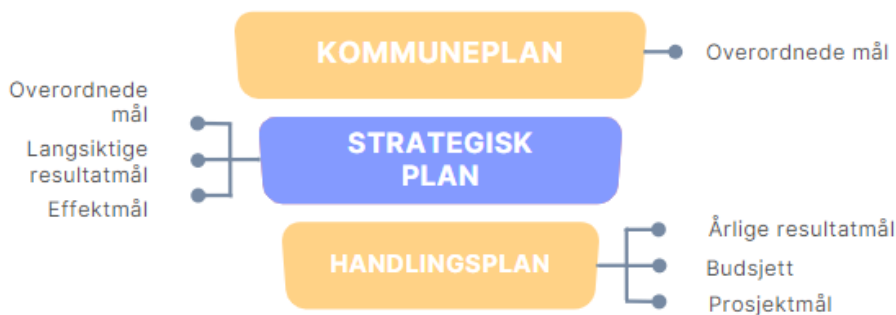 KOMMUNEPLAN
Overordnede mål
Overordnede
mål
Langsiktige
resultatmål
Effektmål
STRATEGISK
PLAN
HANDLINGSPLAN
Årlige resultatmål
Budsjett
Prosjektmål